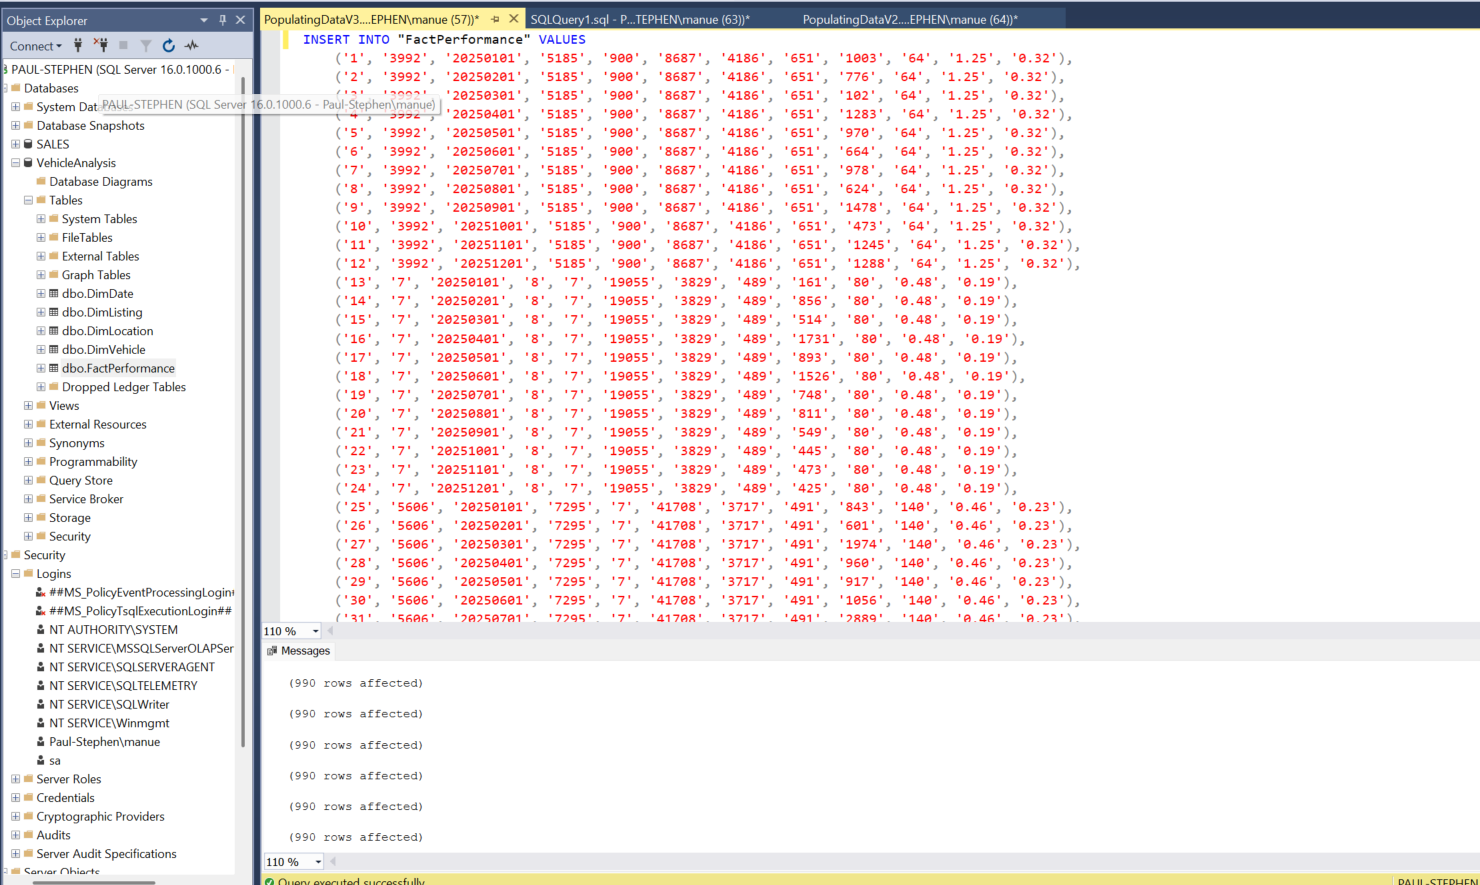 Object Explorer
Connect
PAUL-STEPHEN (SQL Server 16.0.1000.6 -
Databases
System Dat
PAUL-STEPHEN (SQL Server 16.0.1000.6 - Paul-Stephen\manue)
Database Snapshots
SALES
VehicleAnalysis
Database Diagrams
Tables
System Tables
FileTables
External Tables
Graph Tables
dbo.DimDate
dbo.DimListing
dbo.DimLocation
dbo.DimVehicle
dbo.FactPerformance
Dropped Ledger Tables
Views
External Resources
Synonyms
Programmability
Query Store
Service Broker
Storage
Security
Security
Logins
##MS_PolicyEventProcessingLogin#
##MS_PolicyTsqlExecutionLogin##
NT AUTHORITY\SYSTEM
NT SERVICE\MSSQLServerOLAPSer
NT SERVICE\SQLSERVERAGENT
NT SERVICE\SQLTELEMETRY
NT SERVICE\SQLWriter
NT SERVICE\Winmgmt
Paul-Stephen\manue
sa
Server Roles
Credentials
Cryptographic Providers
Audits
Server Audit Specifications
Server Objects
PopulatingDataV3....EPHEN\manue (57))*
SQLQuery1.sql - P...TEPHEN\manue (63))*
PopulatingDataV2....EPHEN\manue (64))*
INSERT INTO "FactPerformance" VALUES
('1', '3992', '20250101', '5185', '900', '8687', '4186', '651', '1003', '64', '1.25', '0.32'),
('2', '3992', '20250201', '5185', '900', '8687', '4186', '651', '776', '64', '1.25', '0.32'),
('3', '3992', '20250301', '5185', '900', '8687', '4186', '651', '102', '64', '1.25', '0.32'),
('4', '3992', '20250401', '5185', '900', '8687', '4186', '651', '1283', '64', '1.25', '0.32'),
('5', '3992', '20250501', '5185', '900', '8687', '4186', '651', '970', '64', '1.25', '0.32'),
('6', '3992', '20250601', '5185', '900', '8687', '4186', '651', '664', '64', '1.25', '0.32'),
('7', '3992', '20250701', '5185', '900', '8687', '4186', '651', '978', '64', '1.25', '0.32'),
('8', '3992', '20250801', '5185', '900', '8687', '4186', '651', '624', '64', '1.25', '0.32'),
('9', '3992', '20250901', '5185', '900', '8687', '4186', '651', '1478', '64', '1.25', '0.32'),
('10', '3992', '20251001', '5185', '900', '8687', '4186', '651', '473', '64', '1.25', '0.32'),
('11', '3992', '20251101', '5185', '900', '8687', '4186', '651', '1245', '64', '1.25', '0.32'),
('12', '3992', '20251201', '5185', '900', '8687', '4186', '651', '1288', '64', '1.25', '0.32'),
('13', '7', '20250101', '8', '7', '19055', '3829', '489', '161', '80', '0.48', '0.19'),
('14', '7', '20250201', '8', '7', '19055', '3829', '489', '856', '80', '0.48', '0.19'),
('15', '7', '20250301', '8', '7', '19055', '3829', '489', '514', '80', '0.48', '0.19'),
('16', '7', '20250401', '8', '7', '19055', '3829', '489', '1731', '80', '0.48', '0.19'),
('17', '7', '20250501', '8', '7', '19055', '3829', '489', '893', '80', '0.48', '0.19'),
('18', '7', '20250601', '8', '7', '19055', '3829', '489', '1526', '80', '0.48', '0.19'),
('19', '7', '20250701', '8', '7', '19055', '3829', '489', '748', '80', '0.48', '0.19'),
('20', '7', '20250801', '8', '7', '19055', '3829', '489', '811', '80', '0.48', '0.19'),
('21', '7', '20250901', '8', '7', '19055', '3829', '489', '549', '80', '0.48', '0.19'),
('22', '7', '20251001', '8', '7', '19055', '3829', '489', '445', '80', '0.48', '0.19'),
('23', '7', '20251101', '8', '7', '19055', '3829', '489', '473', '80', '0.48', '0.19'),
('24', '7', '20251201', '8', '7', '19055', '3829', '489', '425', '80', '0.48', '0.19'),
('25', '5606', '20250101', '7295', '7', '41708', '3717', '491', '843', '140', '0.46', '0.23'),
('26', '5606', '20250201', '7295', '7', '41708', '3717', '491', '601', '140', '0.46', '0.23'),
('27', '5606', '20250301', '7295', '7', '41708', '3717', '491', '1974', '140', '0.46', '0.23'),
('28', '5606', '20250401', '7295', '7', '41708', '3717', '491', '960', '140', '0.46', '0.23'),
('29', '5606', '20250501', '7295', '7', '41708', '3717', '491', '917', '140', '0.46', '0.23'),
('30', '5606', '20250601', '7295', '7', '41708', '3717', '491', '1056', '140', '0.46', '0.23'),
('31', '5606', '20250701', '7295', '7', '41708', '3717', '491', '2889', '140', '0.46', '0.23'),
110 %
Messages
(990 rows affected)
(990 rows affected)
(990 rows affected)
(990 rows affected)
(990 rows affected)
(990 rows affected)
110 %
Query executed successfully
PAUL-STEPHEN